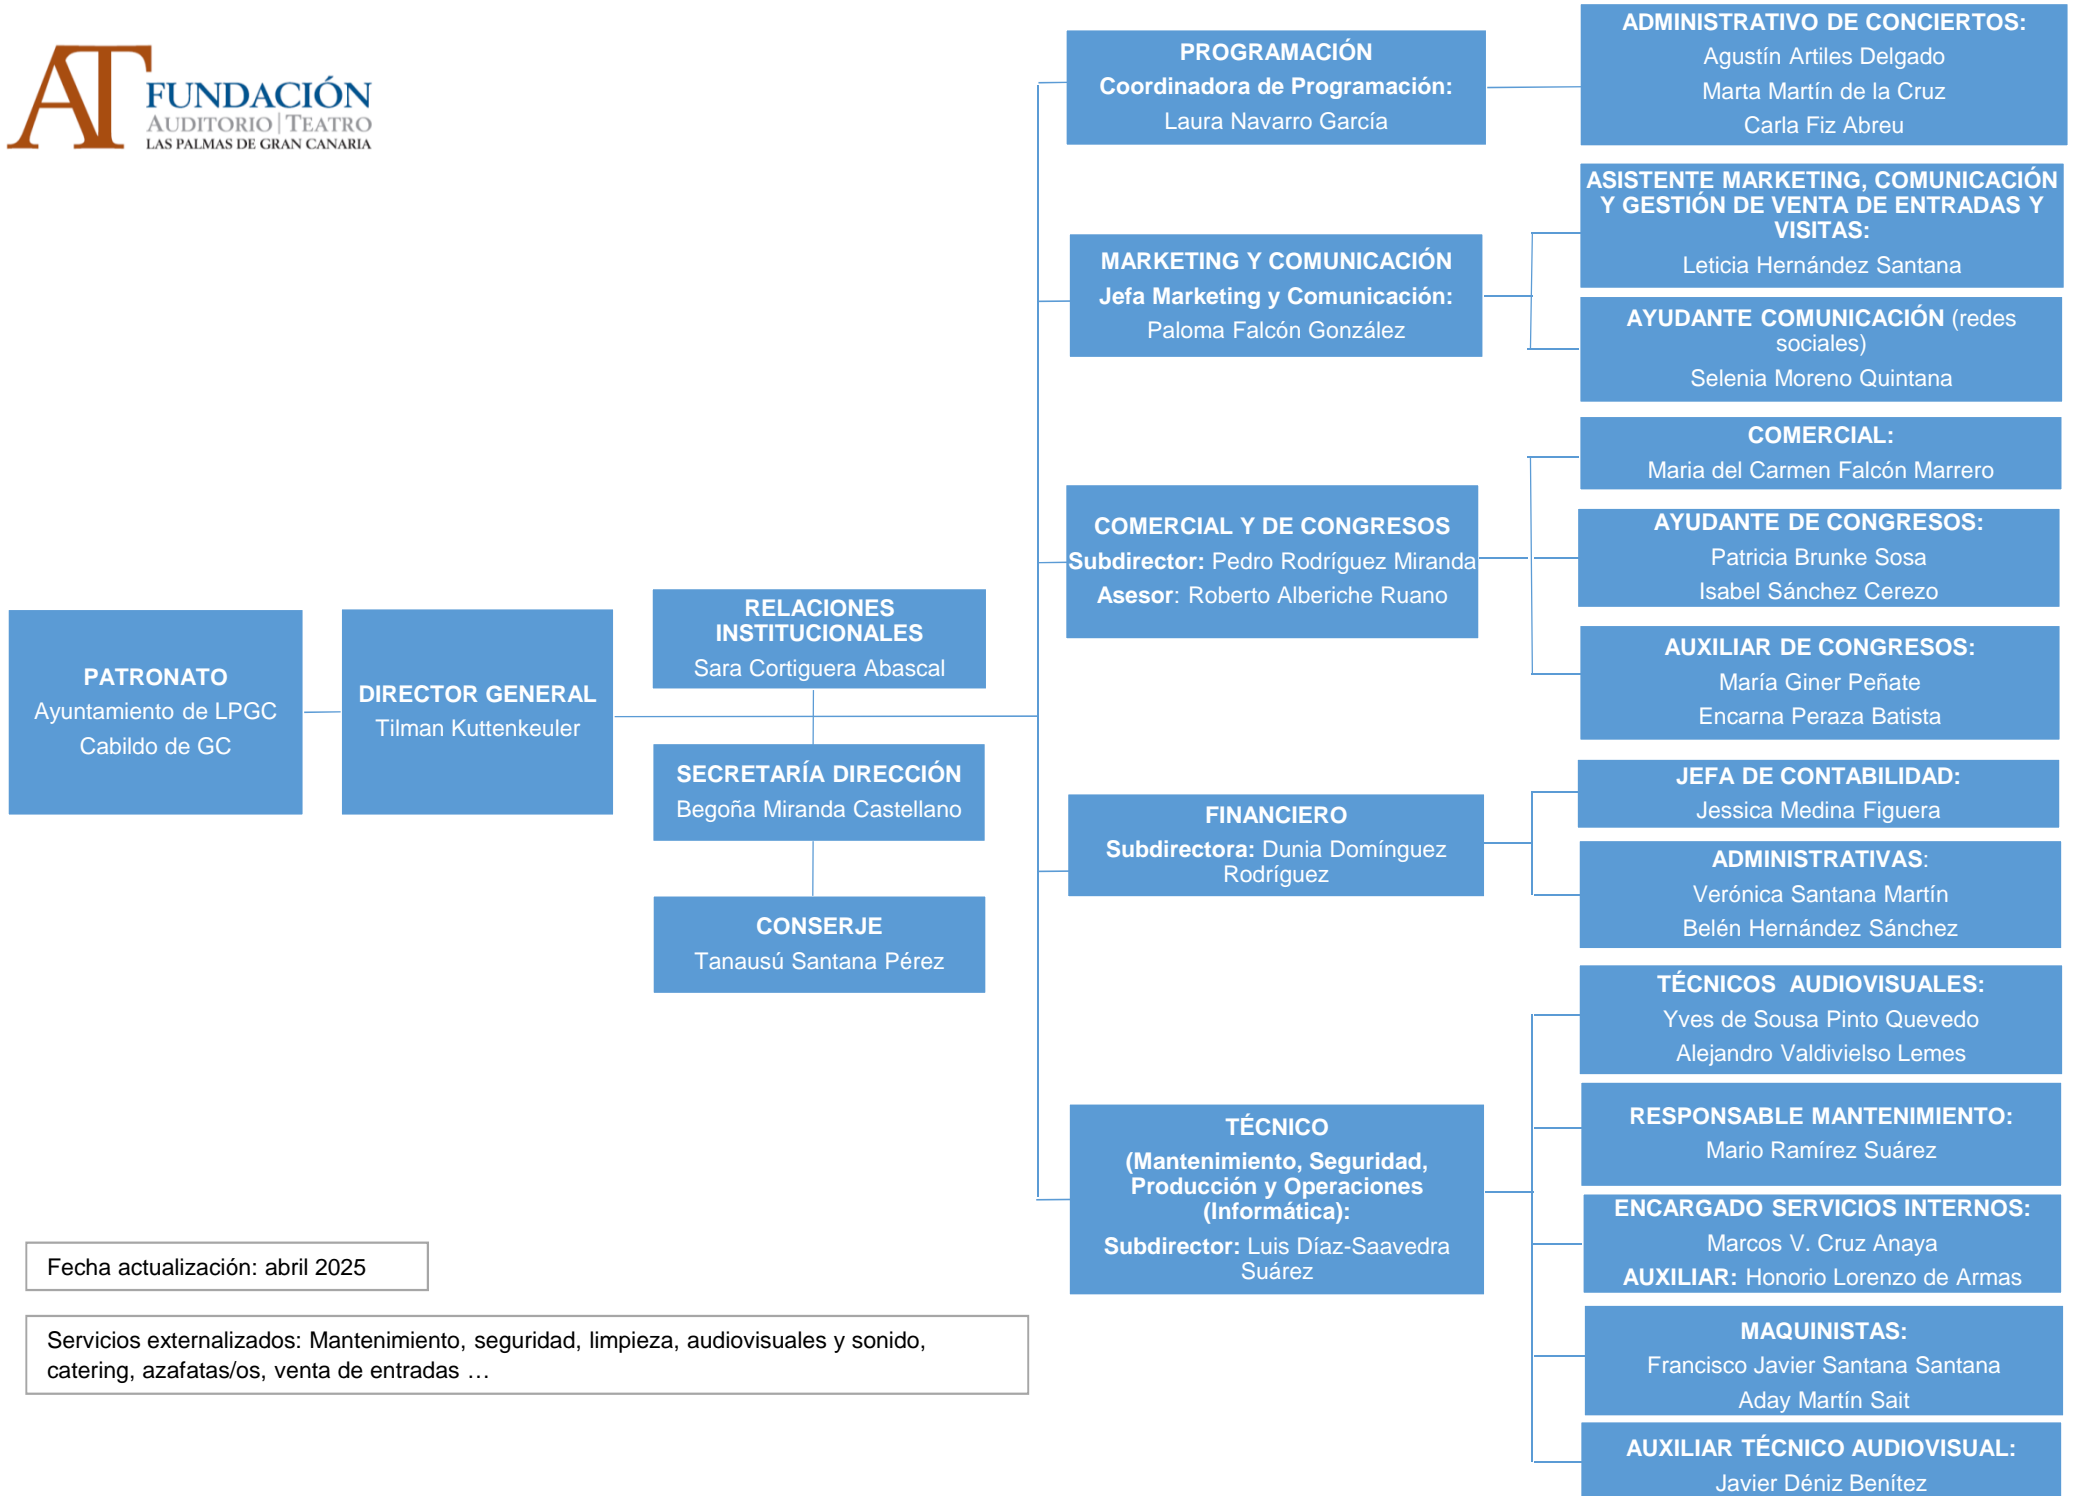 AT FUNDACIÓN
AUDITORIO | TEATRO
LAS PALMAS DE GRAN CANARIA
PATRONATO
Ayuntamiento de LPGC
Cabildo de GC
DIRECTOR GENERAL
Tilman Kuttenkeuler
RELACIONES
INSTITUCIONALES
Sara Cortiguera Abascal
SECRETARÍA DIRECCIÓN
Begoña Miranda Castellano
CONSERJE
Tanausú Santana Pérez
PROGRAMACIÓN
Coordinadora de Programación:
Laura Navarro García
ADMINISTRATIVO DE CONCIERTOS:
Agustín Artiles Delgado
Marta Martín de la Cruz
Carla Fiz Abreu
MARKETING Y COMUNICACIÓN
Jefa Marketing y Comunicación:
Paloma Falcón González
ASISTENTE MARKETING, COMUNICACIÓN
Y GESTIÓN DE VENTA DE ENTRADAS Y
VISITAS:
Leticia Hernández Santana
AYUDANTE COMUNICACIÓN (redes
sociales)
Selenia Moreno Quintana
COMERCIAL Y DE CONGRESOS
Subdirector: Pedro Rodríguez Miranda
Asesor: Roberto Alberiche Ruano
COMERCIAL:
Maria del Carmen Falcón Marrero
AYUDANTE DE CONGRESOS:
Patricia Brunke Sosa
Isabel Sánchez Cerezo
AUXILIAR DE CONGRESOS:
María Giner Peñate
Encarna Peraza Batista
FINANCIERO
Subdirectora: Dunia Domínguez
Rodríguez
JEFA DE CONTABILIDAD:
Jessica Medina Figuera
ADMINISTRATIVAS:
Verónica Santana Martín
Belén Hernández Sánchez
TÉCNICO
(Mantenimiento, Seguridad,
Producción y Operaciones
(Informática):
Subdirector: Luis Díaz-Saavedra
Suárez
TÉCNICOS AUDIOVISUALES:
Yves de Sousa Pinto Quevedo
Alejandro Valdivielso Lemes
RESPONSABLE MANTENIMIENTO:
Mario Ramírez Suárez
ENCARGADO SERVICIOS INTERNOS:
Marcos V. Cruz Anaya
AUXILIAR: Honorio Lorenzo de Armas
MAQUINISTAS:
Francisco Javier Santana Santana
Aday Martín Sait
AUXILIAR TÉCNICO AUDIOVISUAL:
Javier Déniz Benítez
Fecha actualización: abril 2025
Servicios externalizados: Mantenimiento, seguridad, limpieza, audiovisuales y sonido,
catering, azafatas/os, venta de entradas …